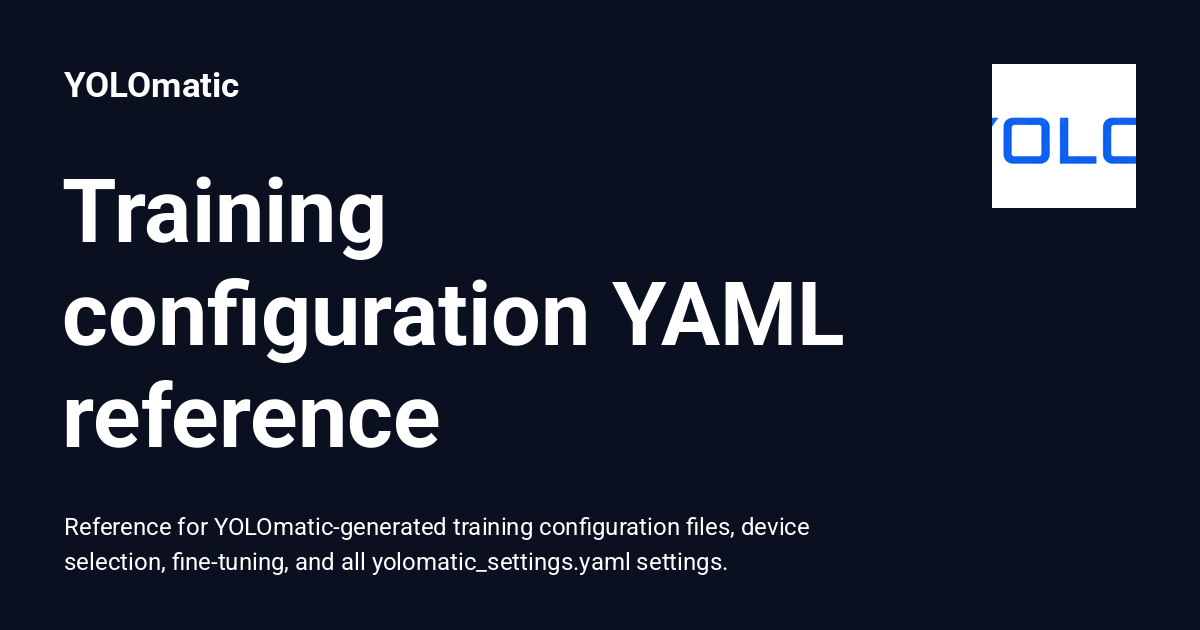 YOLOmatic
YOLO
Training
configuration YAML
reference
Reference for YOLOmatic-generated training configuration files, device
selection, fine-tuning, and all yolomatic_settings.yaml settings.